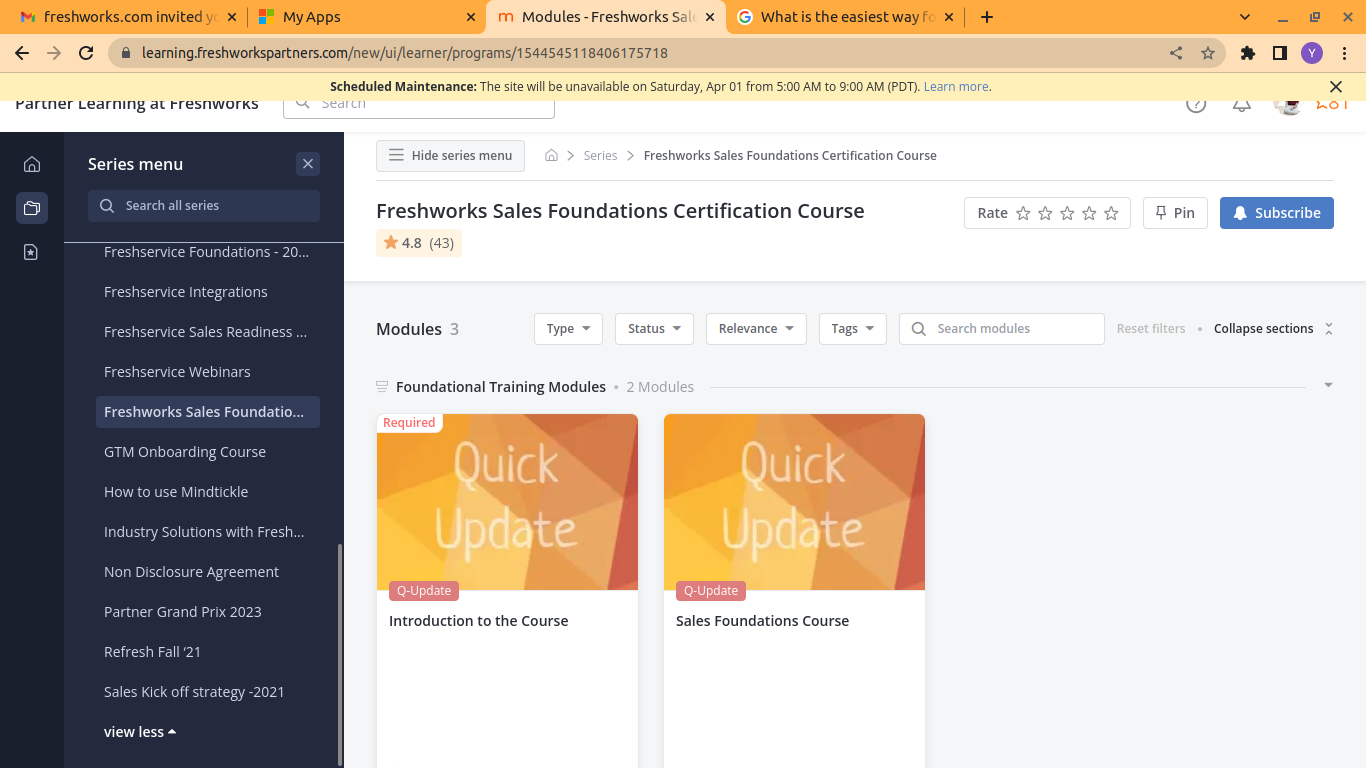 freshworks.com invited yo
My Apps
Modules - Freshworks Sale
What is the easiest way fo
learning.freshworkspartners.com/new/ui/learner/programs/1544545118406175718
Y
Scheduled Maintenance: The site will be unavailable on Saturday, Apr 01 from 5:00 AM to 9:00 AM (PDT). Learn more.
Partner Learning at Freshworks
Search
81
Series menu
Search all series
Freshservice Foundations - 20...
Freshservice Integrations
Freshservice Sales Readiness ...
Freshservice Webinars
Freshworks Sales Foundatio...
GTM Onboarding Course
How to use Mindtickle
Industry Solutions with Fresh...
Non Disclosure Agreement
Partner Grand Prix 2023
Refresh Fall ‘21
Sales Kick off strategy -2021
view less
Hide series menu
Series
Freshworks Sales Foundations Certification Course
Freshworks Sales Foundations Certification Course
4.8 (43)
Rate
Pin
Subscribe
Modules 3
Type
Status
Relevance
Tags
Search modules
Reset filters
Collapse sections
Foundational Training Modules • 2 Modules
Required
Quick
Update
Q-Update
Introduction to the Course
Quick
Update
Q-Update
Sales Foundations Course